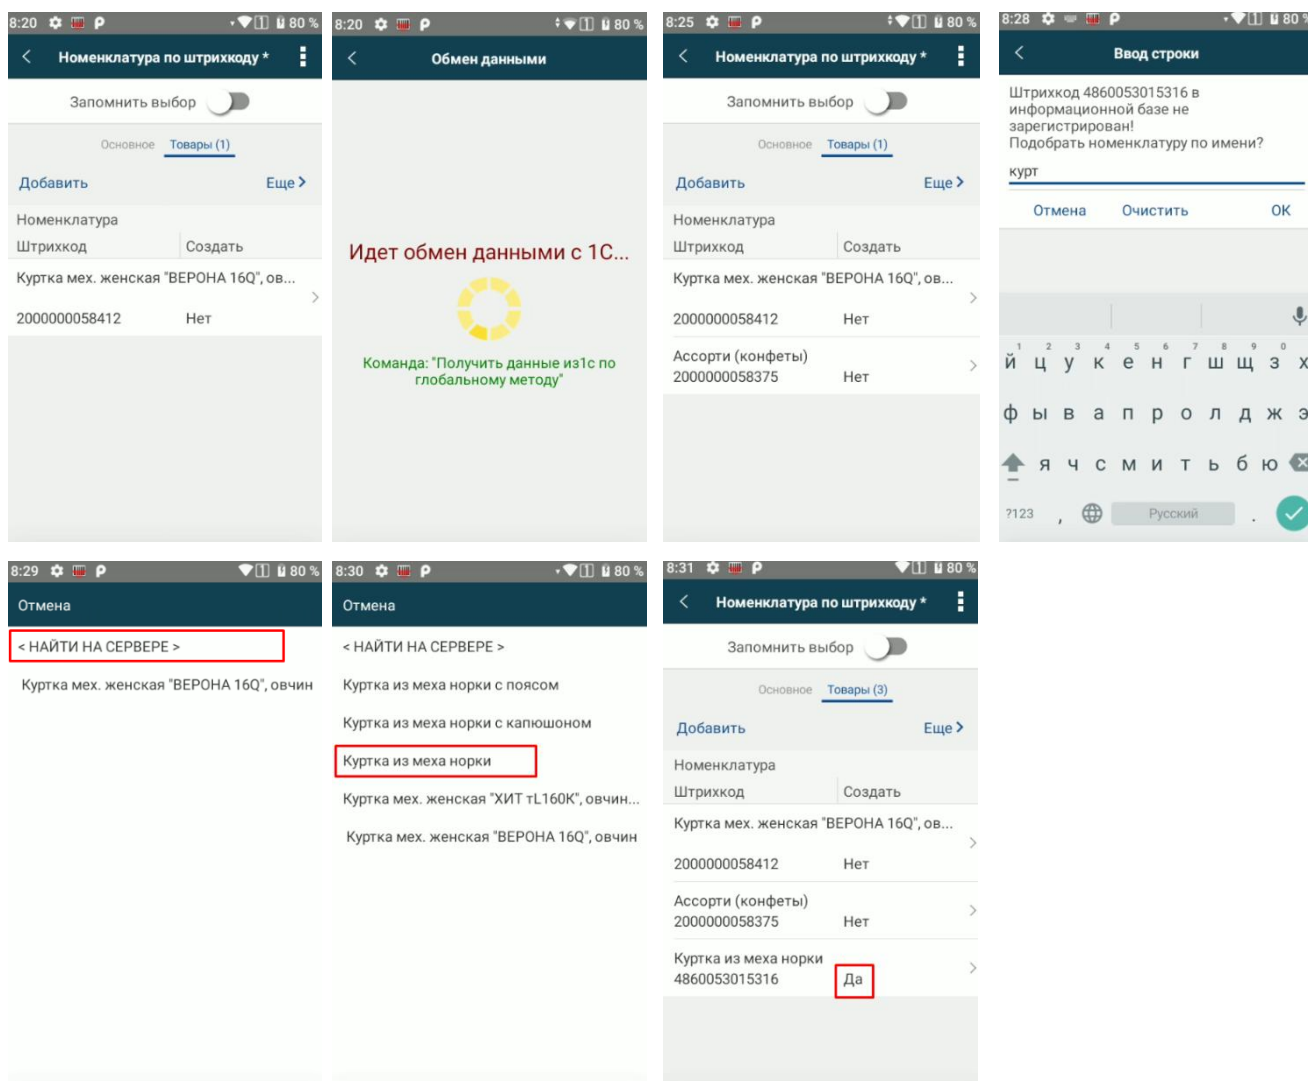 8:20
80 %
Номенклатура по штрихкоду *
Запомнить выбор
Основное Товары (1)
Добавить Еще
Номенклатура
Штрихкод Создать
Куртка мех. женская "ВЕРОНА 16Q", ов...
2000000058412 Нет
8:20
80 %
Обмен данными
Идет обмен данными с 1С...
Команда: "Получить данные из1с по
глобальному методу"
8:25
80 %
Номенклатура по штрихкоду *
Запомнить выбор
Основное Товары (1)
Добавить Еще
Номенклатура
Штрихкод Создать
Куртка мех. женская "ВЕРОНА 16Q", ов...
2000000058412 Нет
Ассорти (конфеты)
2000000058375 Нет
8:28
80 %
Ввод строки
Штрихкод 4860053015316 в
информационной базе не
зарегистрирован!
Подобрать номенклатуру по имени?
курт
Отмена Очистить ОК
1 2 3 4 5 6 7 8 9 0
й ц у к е н г ш щ з х
ф ы в а п р о л д ж э
я ч с м и т ь б ю
?123 , Русский .
8:29
80 %
Отмена
< НАЙТИ НА СЕРВЕРЕ >
Куртка мех. женская "ВЕРОНА 16Q", овчин
8:30
80 %
Отмена
< НАЙТИ НА СЕРВЕРЕ >
Куртка из меха норки с поясом
Куртка из меха норки с капюшоном
Куртка из меха норки
Куртка мех. женская "ХИТ тL160К", овчин...
Куртка мех. женская "ВЕРОНА 16Q", овчин
8:31
80 %
Номенклатура по штрихкоду *
Запомнить выбор
Основное Товары (3)
Добавить Еще
Номенклатура
Штрихкод Создать
Куртка мех. женская "ВЕРОНА 16Q", ов...
2000000058412 Нет
Ассорти (конфеты)
2000000058375 Нет
Куртка из меха норки
4860053015316 Да